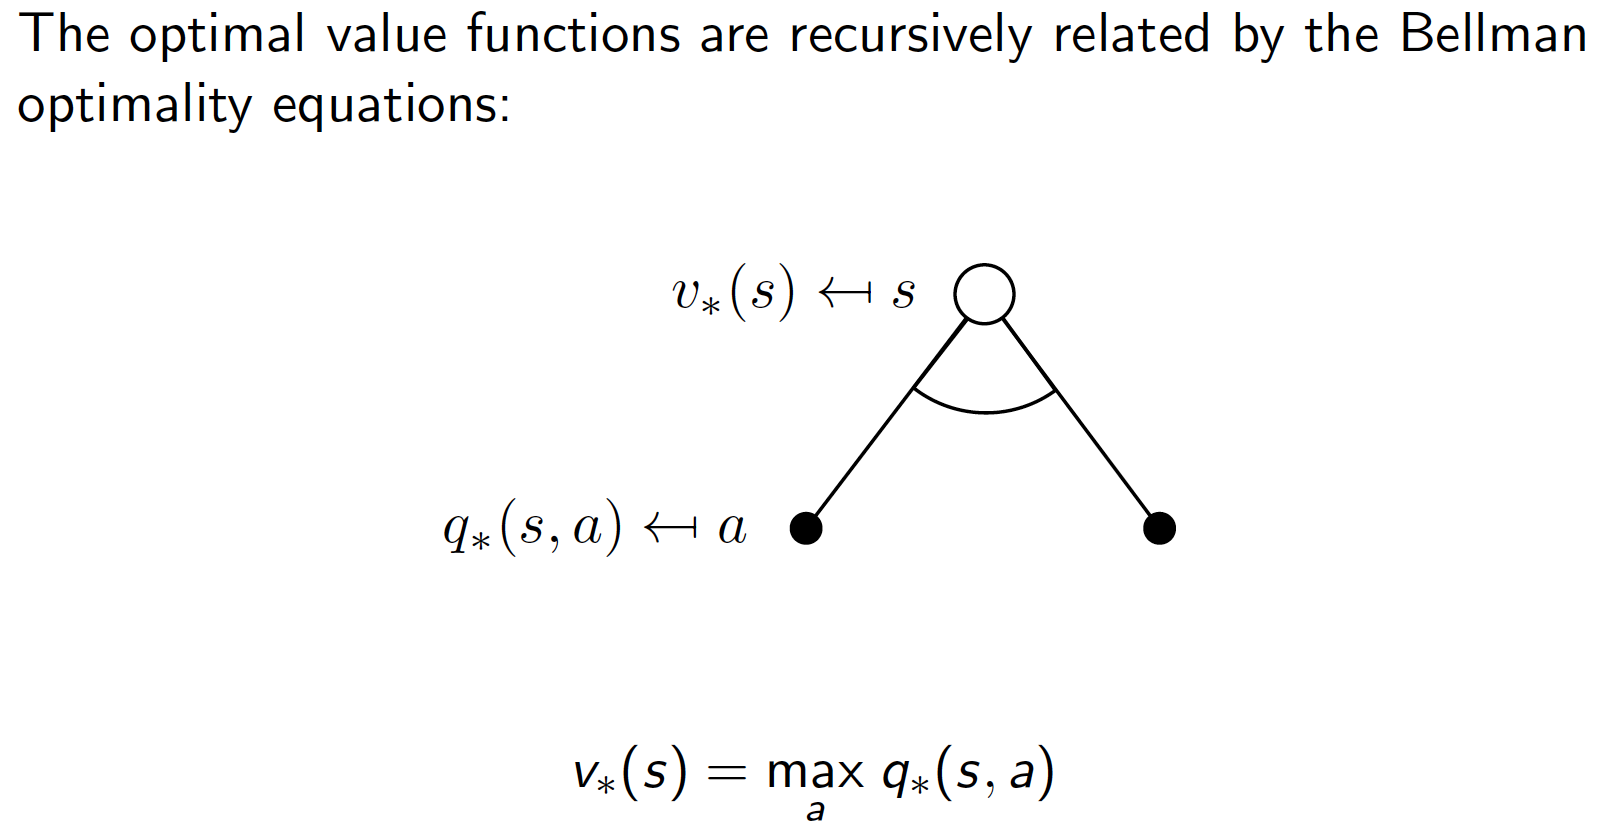 The optimal value functions are recursively related by the Bellman
optimality equations:
v∗(s) ↤ s
q∗(s, a) ↤ a
v∗(s) = max q∗(s, a)
a